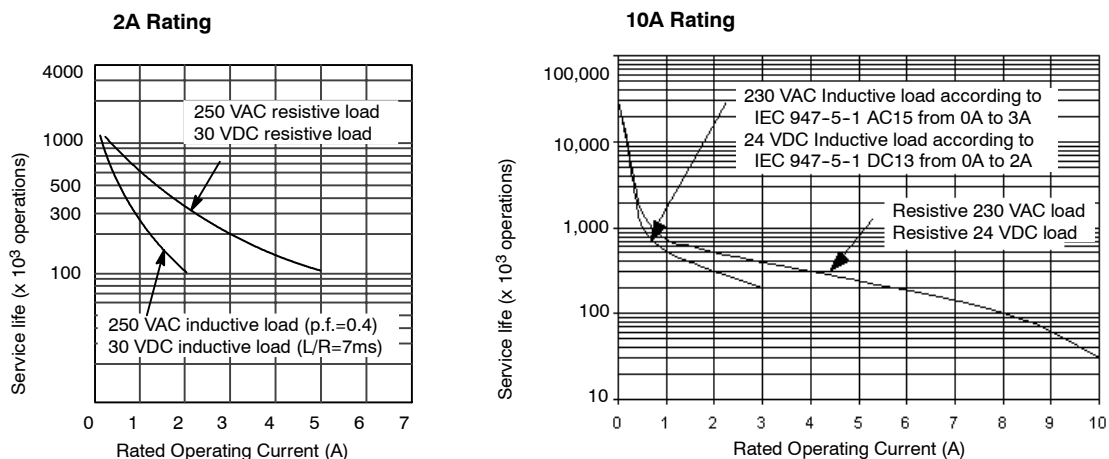 2A Rating
4000
1000
500
300
100
250 VAC resistive load
30 VDC resistive load
250 VAC inductive load (p.f.=0.4)
30 VDC inductive load (L/R=7ms)
0 1 2 3 4 5 6 7
Service life (x 10³ operations)
Rated Operating Current (A)
10A Rating
100,000
10,000
1,000
100
10
230 VAC Inductive load according to
IEC 947-5-1 AC15 from 0A to 3A
24 VDC Inductive load according to
IEC 947-5-1 DC13 from 0A to 2A
Resistive 230 VAC load
Resistive 24 VDC load
0 1 2 3 4 5 6 7 8 9 10
Service life (x 10³ operations)
Rated Operating Current (A)